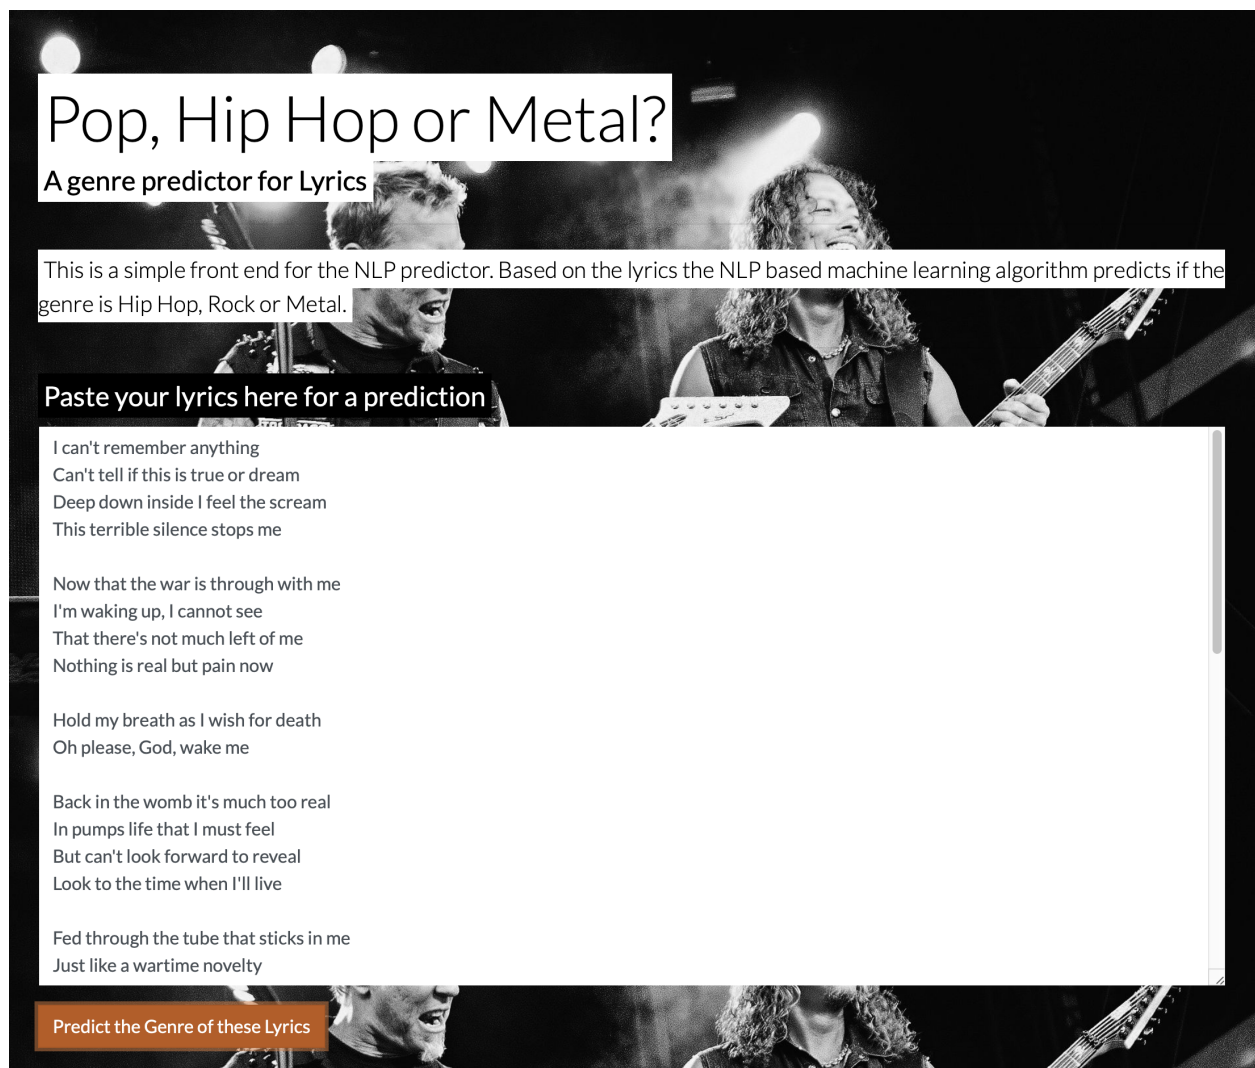 Pop, Hip Hop or Metal?
A genre predictor for Lyrics
This is a simple front end for the NLP predictor. Based on the lyrics the NLP based machine learning algorithm predicts if the
genre is Hip Hop, Rock or Metal.
Paste your lyrics here for a prediction
I can't remember anything
Can't tell if this is true or dream
Deep down inside I feel the scream
This terrible silence stops me
Now that the war is through with me
I'm waking up, I cannot see
That there's not much left of me
Nothing is real but pain now
Hold my breath as I wish for death
Oh please, God, wake me
Back in the womb it's much too real
In pumps life that I must feel
But can't look forward to reveal
Look to the time when I'll live
Fed through the tube that sticks in me
Just like a wartime novelty
Predict the Genre of these Lyrics